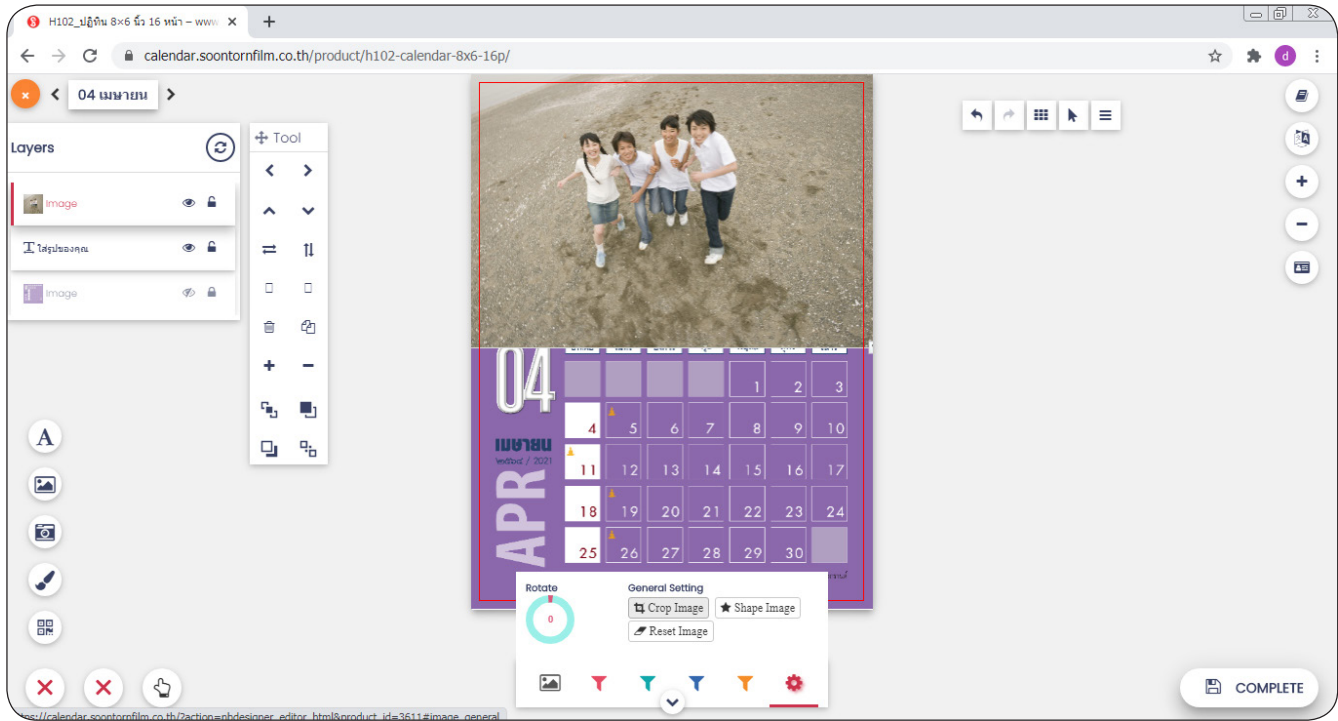 H102_ปฏิทิน 8×6 นิ้ว 16 หน้า – www
calendar.soontornfilm.co.th/product/h102-calendar-8x6-16p/
d
04 เมษายน
Layers
Tool
Image
T ใส่รูปของคุณ
Image
04
1 2 3
4 5 6 7 8 9 10
เมษายน
/ 2021
11 12 13 14 15 16 17
APR
18 19 20 21 22 23 24
25 26 27 28 29 30
Rotate
General Setting
0
Crop Image
Shape Image
Reset Image
A
COMPLETE
tps://calendar.soontornfilm.co.th/?action=nbdesigner_editor_html&product_id=3611#image_general